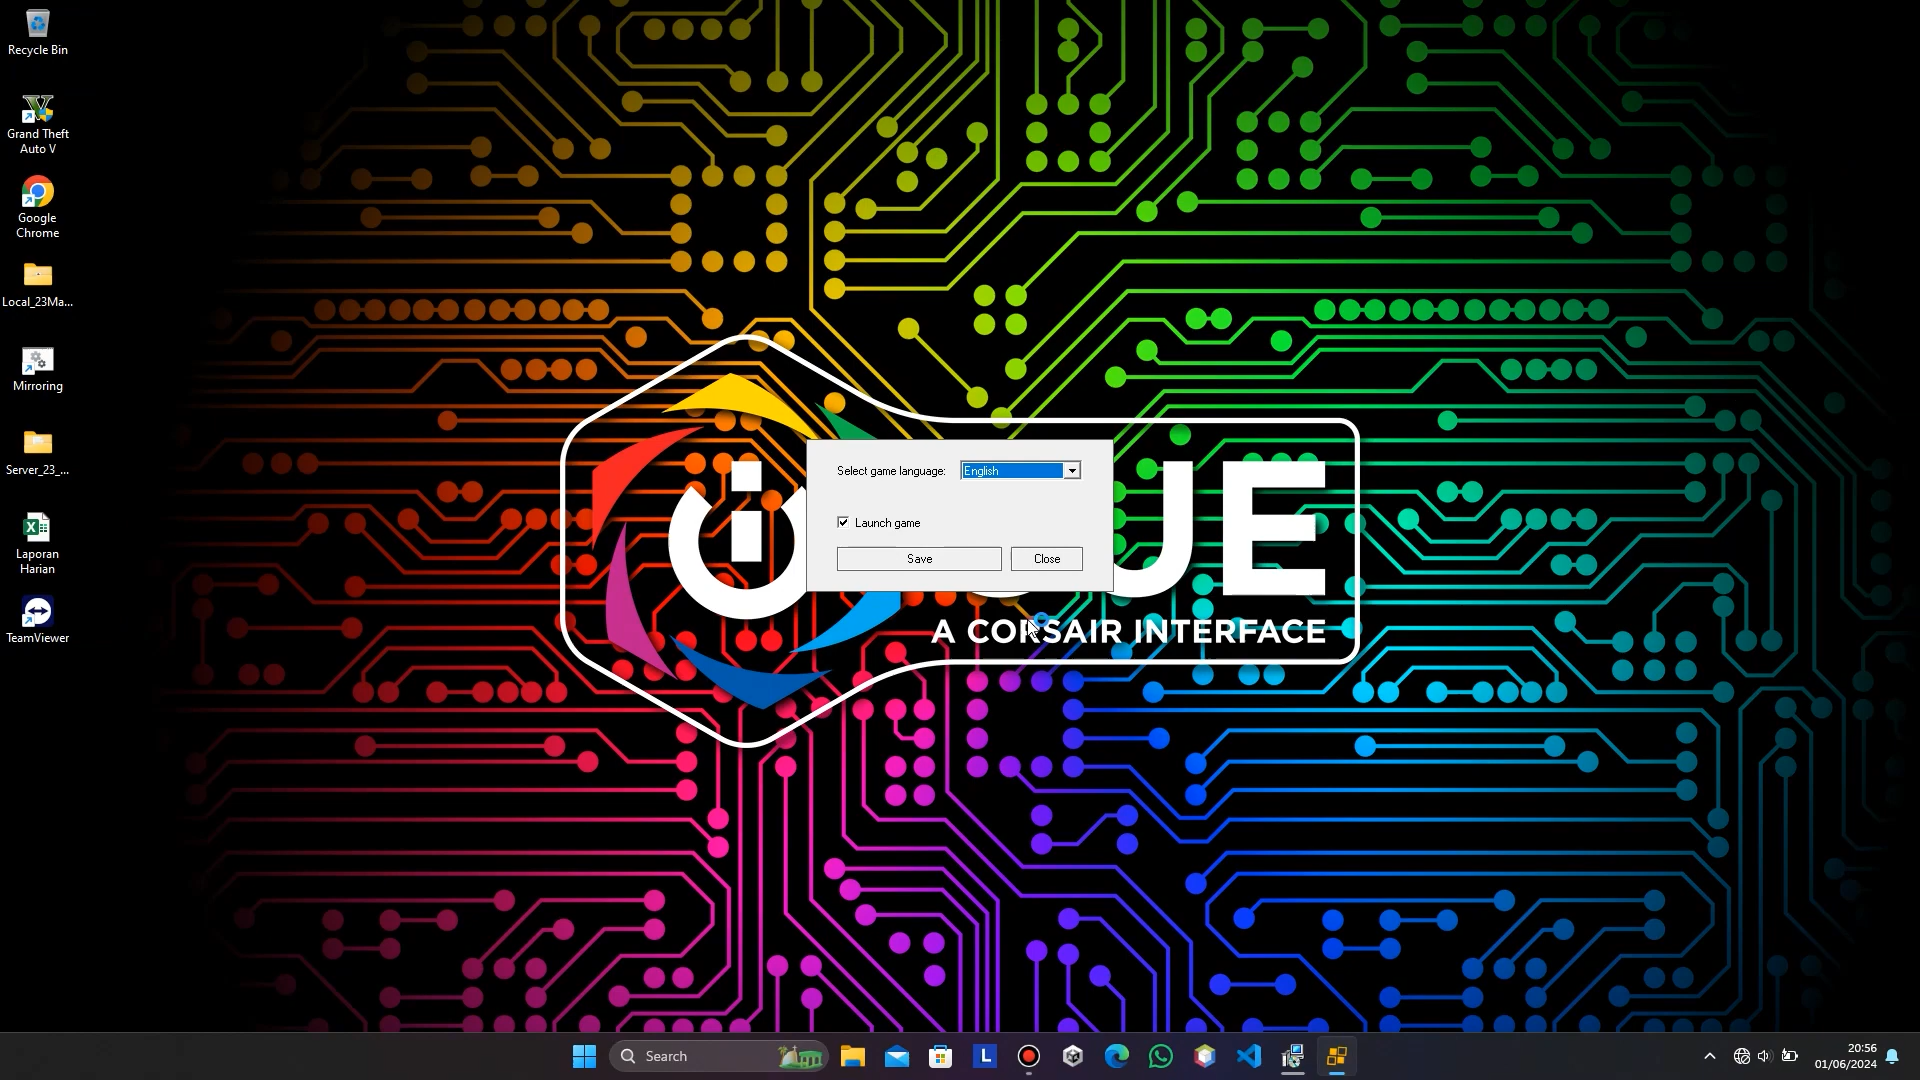 Recycle Bin
Grand Theft
Auto V
Google
Chrome
Local_23Ma...
Mirroring
Server_23_...
Laporan
Harian
TeamViewer
Select game language:
English
Launch game
Save
Close
UE
A CORSAIR INTERFACE
Search
L
20:56
01/06/2024